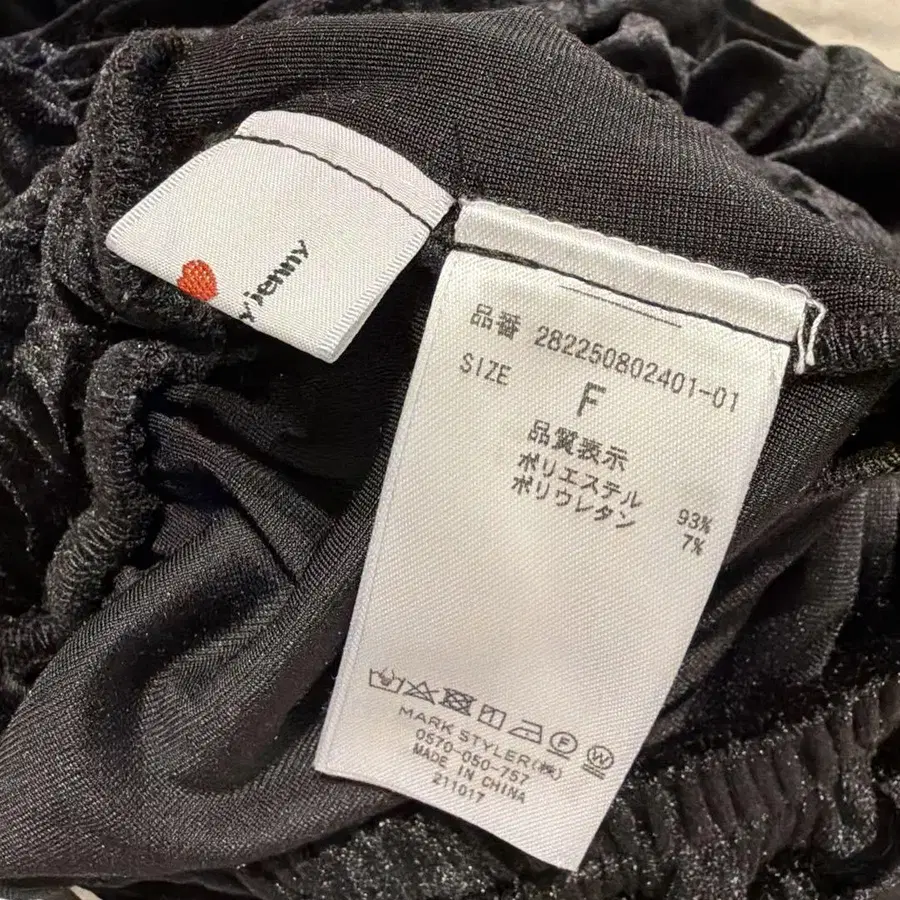 品番 282250802401-01
SIZE F
品質表示
ポリエステル 93%
ポリウレタン 7%
MARK STYLER(株)
0570-050-757
MADE IN CHINA
211017